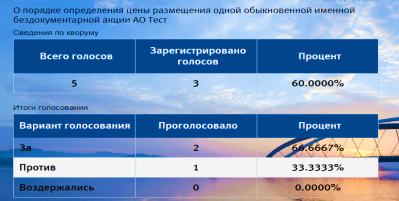 О порядке определения цены размещения одной обыкновенной именной
бездокументарной акции АО Тест
Сведения по кворуму
Всего голосов Зарегистрировано голосов Процент
5 3 60.0000%
Итоги голосования
Вариант голосования Проголосовало Процент
За 2 66.6667%
Против 1 33.3333%
Воздержались 0 0.0000%